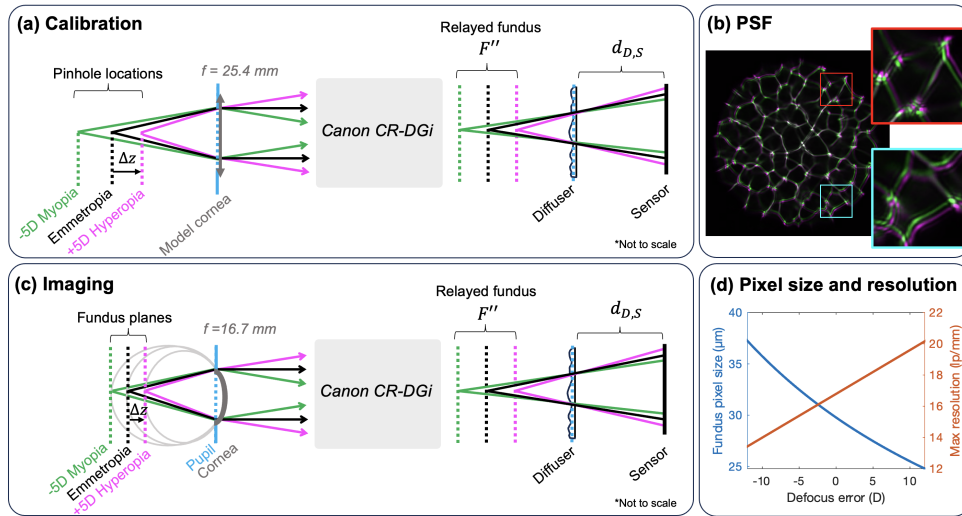 (a) Calibration
Pinhole locations
f = 25.4 mm
Δz
-5D Myopia
Emmetropia
+5D Hyperopia
Model cornea
Canon CR-DGi
Relayed fundus
F''
d_{D,S}
Diffuser
Sensor
*Not to scale
(b) PSF
(c) Imaging
Fundus planes
f =16.7 mm
Δz
-5D Myopia
Emmetropia
+5D Hyperopia
Pupil
Cornea
Canon CR-DGi
Relayed fundus
F''
d_{D,S}
Diffuser
Sensor
*Not to scale
(d) Pixel size and resolution
40
35
30
25
Fundus pixel size (μm)
22
20
18
16
14
12
Max resolution (lp/mm)
-10
-5
0
5
10
Defocus error (D)